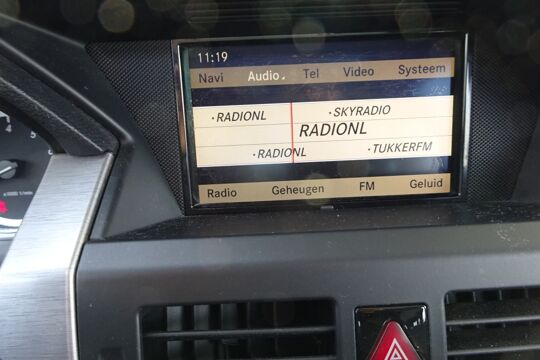 11:19
Navi Audio Tel Video Systeem
·RADIONL ·SKYRADIO
RADIONL
·RADIONL ·TUKKERFM
Radio Geheugen FM Geluid